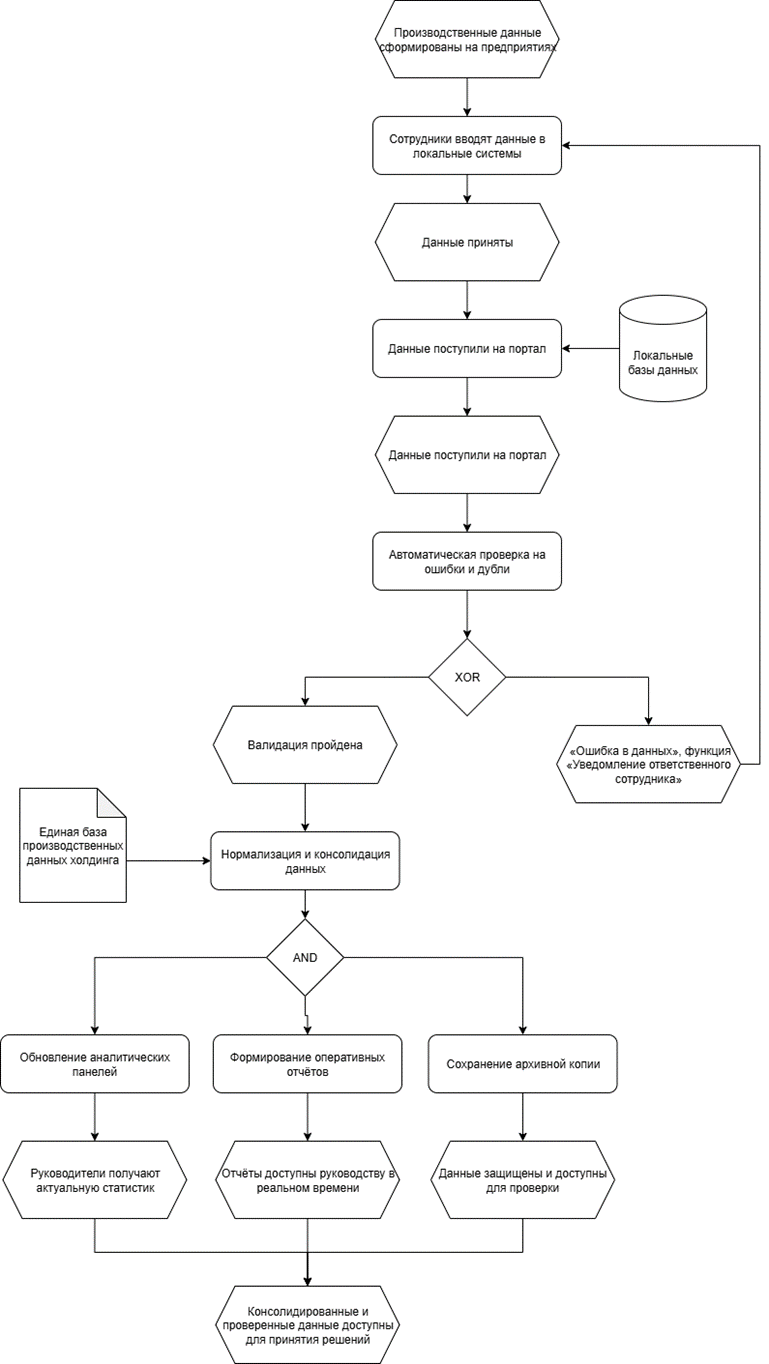 Производственные данные
сформированы на предприятиях
Сотрудники вводят данные в
локальные системы
Данные приняты
Данные поступили на портал
Локальные
базы данных
Данные поступили на портал
Автоматическая проверка на
ошибки и дубли
XOR
Валидация пройдена
«Ошибка в данных», функция
«Уведомление ответственного
сотрудника»
Единая база
производственных
данных холдинга
Нормализация и консолидация
данных
AND
Обновление аналитических
панелей
Формирование оперативных
отчётов
Сохранение архивной копии
Руководители получают
актуальную статистик
Отчёты доступны руководству в
реальном времени
Данные защищены и доступны
для проверки
Консолидированные и
проверенные данные доступны
для принятия решений